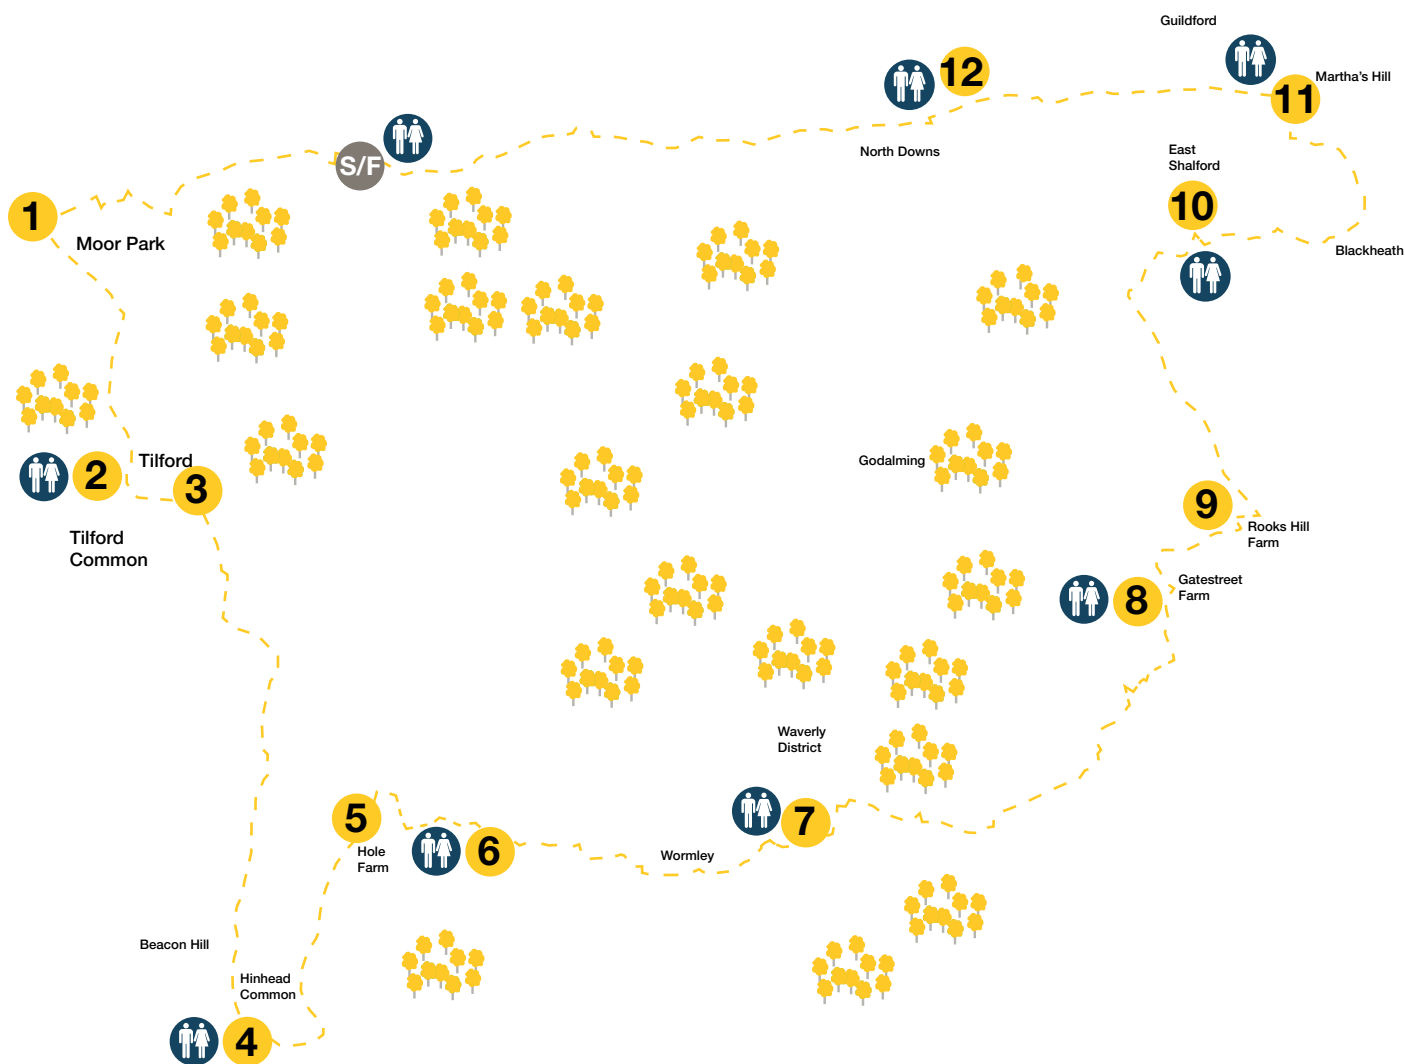 Guildford
12
Martha's Hill
11
North Downs
East
Shalford
S/F
10
1
Moor Park
Blackheath
Tilford
Godalming
2
3
9
Tilford
Common
Rooks Hill
Farm
Gatestreet
Farm
8
Waverly
District
5
7
Hole
Farm
6
Wormley
Beacon Hill
Hinhead
Common
4